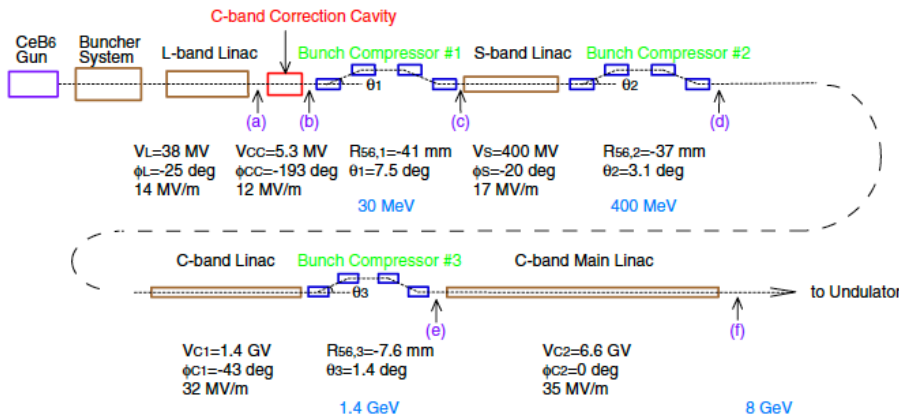 C-band Correction Cavity
CeB6 Gun
Buncher System
L-band Linac
Bunch Compressor #1
S-band Linac
Bunch Compressor #2
θ1
θ2
(a)
(b)
(c)
(d)
VL=38 MV
ϕL=-25 deg
14 MV/m
VCC=5.3 MV
ϕCC=-193 deg
12 MV/m
R56,1=-41 mm
θ1=7.5 deg
30 MeV
VS=400 MV
ϕS=-20 deg
17 MV/m
R56,2=-37 mm
θ2=3.1 deg
400 MeV
C-band Linac
Bunch Compressor #3
C-band Main Linac
θ3
to Undulator
(e)
(f)
VC1=1.4 GV
ϕC1=-43 deg
32 MV/m
R56,3=-7.6 mm
θ3=1.4 deg
1.4 GeV
VC2=6.6 GV
ϕC2=0 deg
35 MV/m
8 GeV